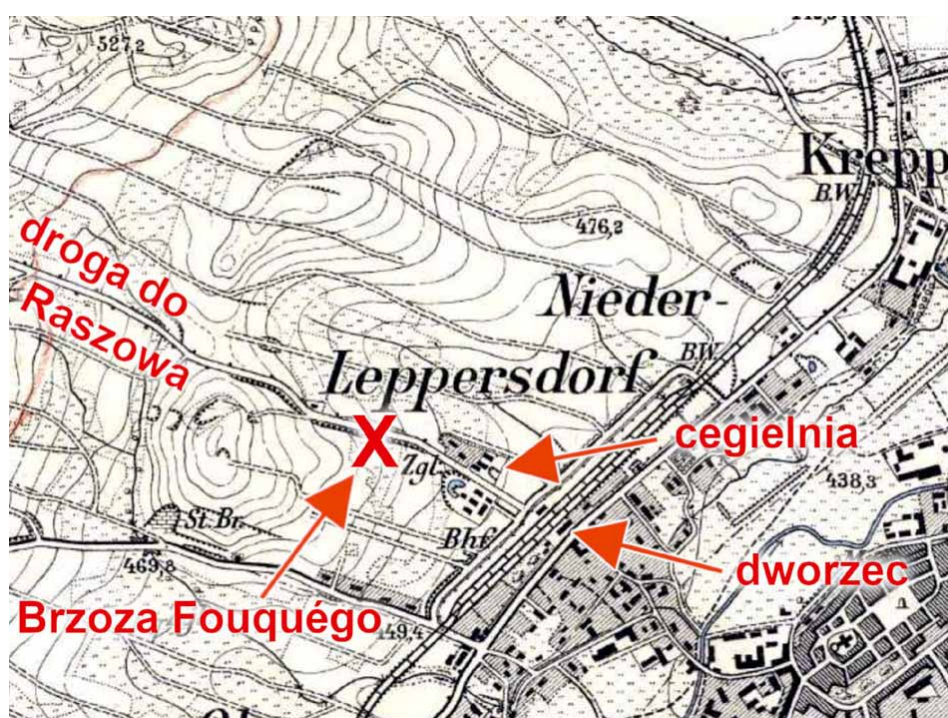 527,2
Krepp
B.W.
476,2
droga do
Raszowa
Nieder-
Leppersdorf
B.W.
X
cegielnia
Zgl.
438,3
St. Br.
Bhf.
469,8
dworzec
Brzoza Fouquégo
449,4